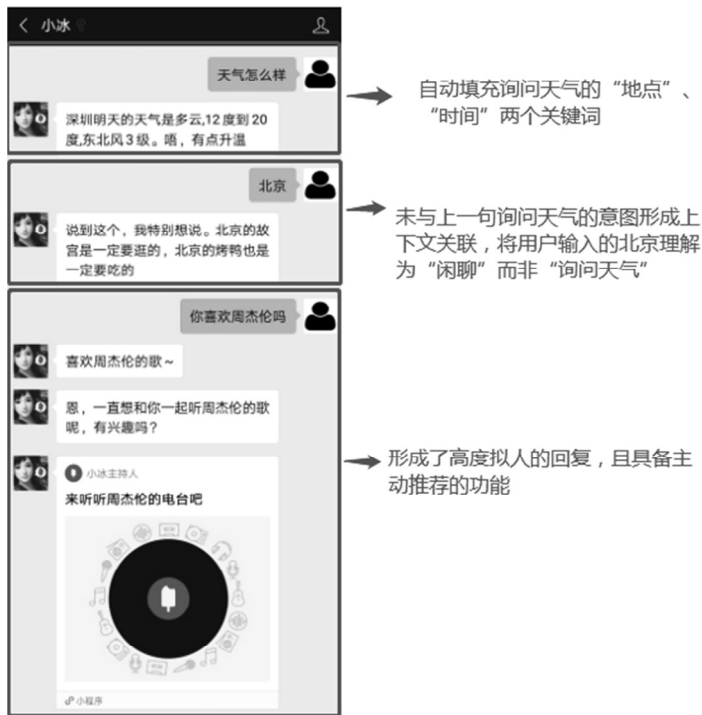 小冰
天气怎么样
深圳明天的天气是多云,12度到20
度,东北风3级。唔，有点升温
自动填充询问天气的“地点”、
“时间”两个关键词
北京
说到这个，我特别想说。北京的故
宫是一定要逛的，北京的烤鸭也是
一定要吃的
未与上一句询问天气的意图形成上
下文关联，将用户输入的北京理解
为“闲聊”而非“询问天气”
你喜欢周杰伦吗
喜欢周杰伦的歌~
恩，一直想和你一起听周杰伦的歌
呢，有兴趣吗？
小冰主持人
来听听周杰伦的电台吧
小程序
形成了高度拟人的回复，且具备主
动推荐的功能